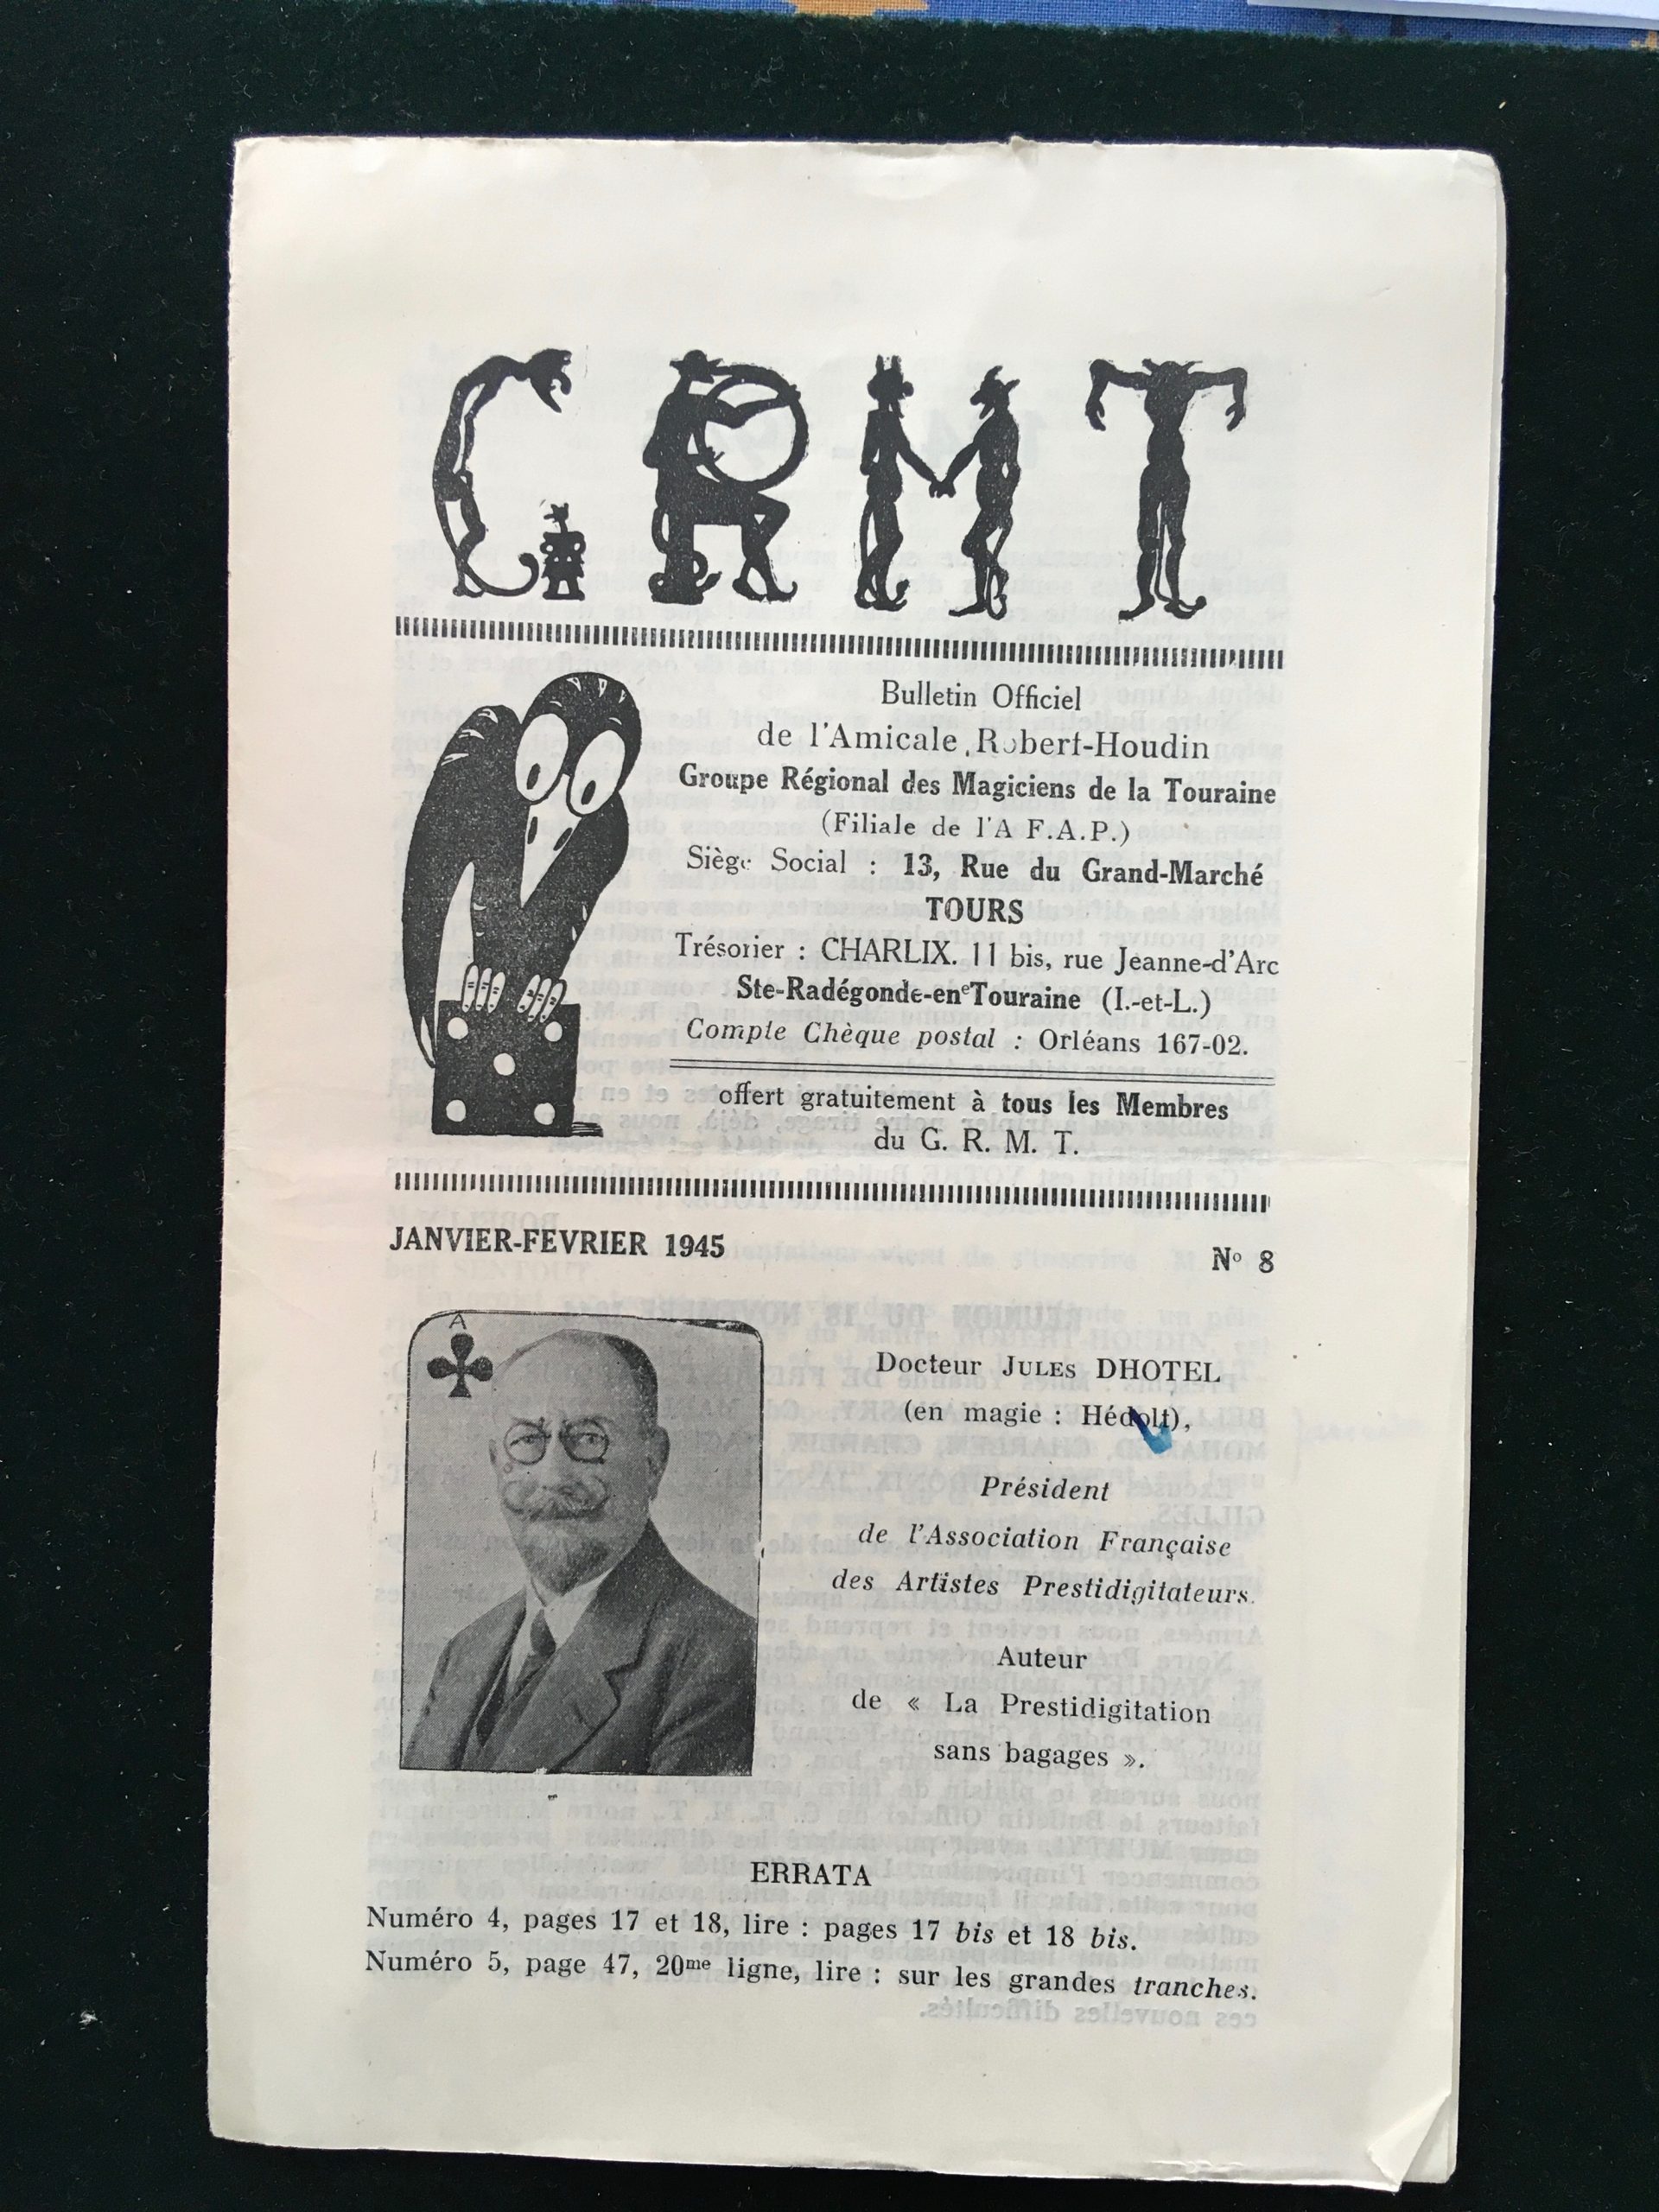 GRMT
Bulletin Officiel
de l'Amicale Robert-Houdin
Groupe Régional des Magiciens de la Touraine
(Filiale de l'A F.A.P.)
Siège Social : 13, Rue du Grand-Marché
TOURS
Trésorier : CHARLIX. 11 bis, rue Jeanne-d'Arc
Ste-Radégonde-en-Touraine (I.-et-L.)
Compte Chèque postal : Orléans 167-02.
offert gratuitement à tous les Membres
du G. R. M. T.
JANVIER-FEVRIER 1945
No 8
A
Docteur JULES DHOTEL
(en magie : Hédolt),
Président
de l'Association Française
des Artistes Prestidigitateurs.
Auteur
de « La Prestidigitation
sans bagages ».
ERRATA
Numéro 4, pages 17 et 18, lire : pages 17 bis et 18 bis.
Numéro 5, page 47, 20me ligne, lire : sur les grandes tranches.